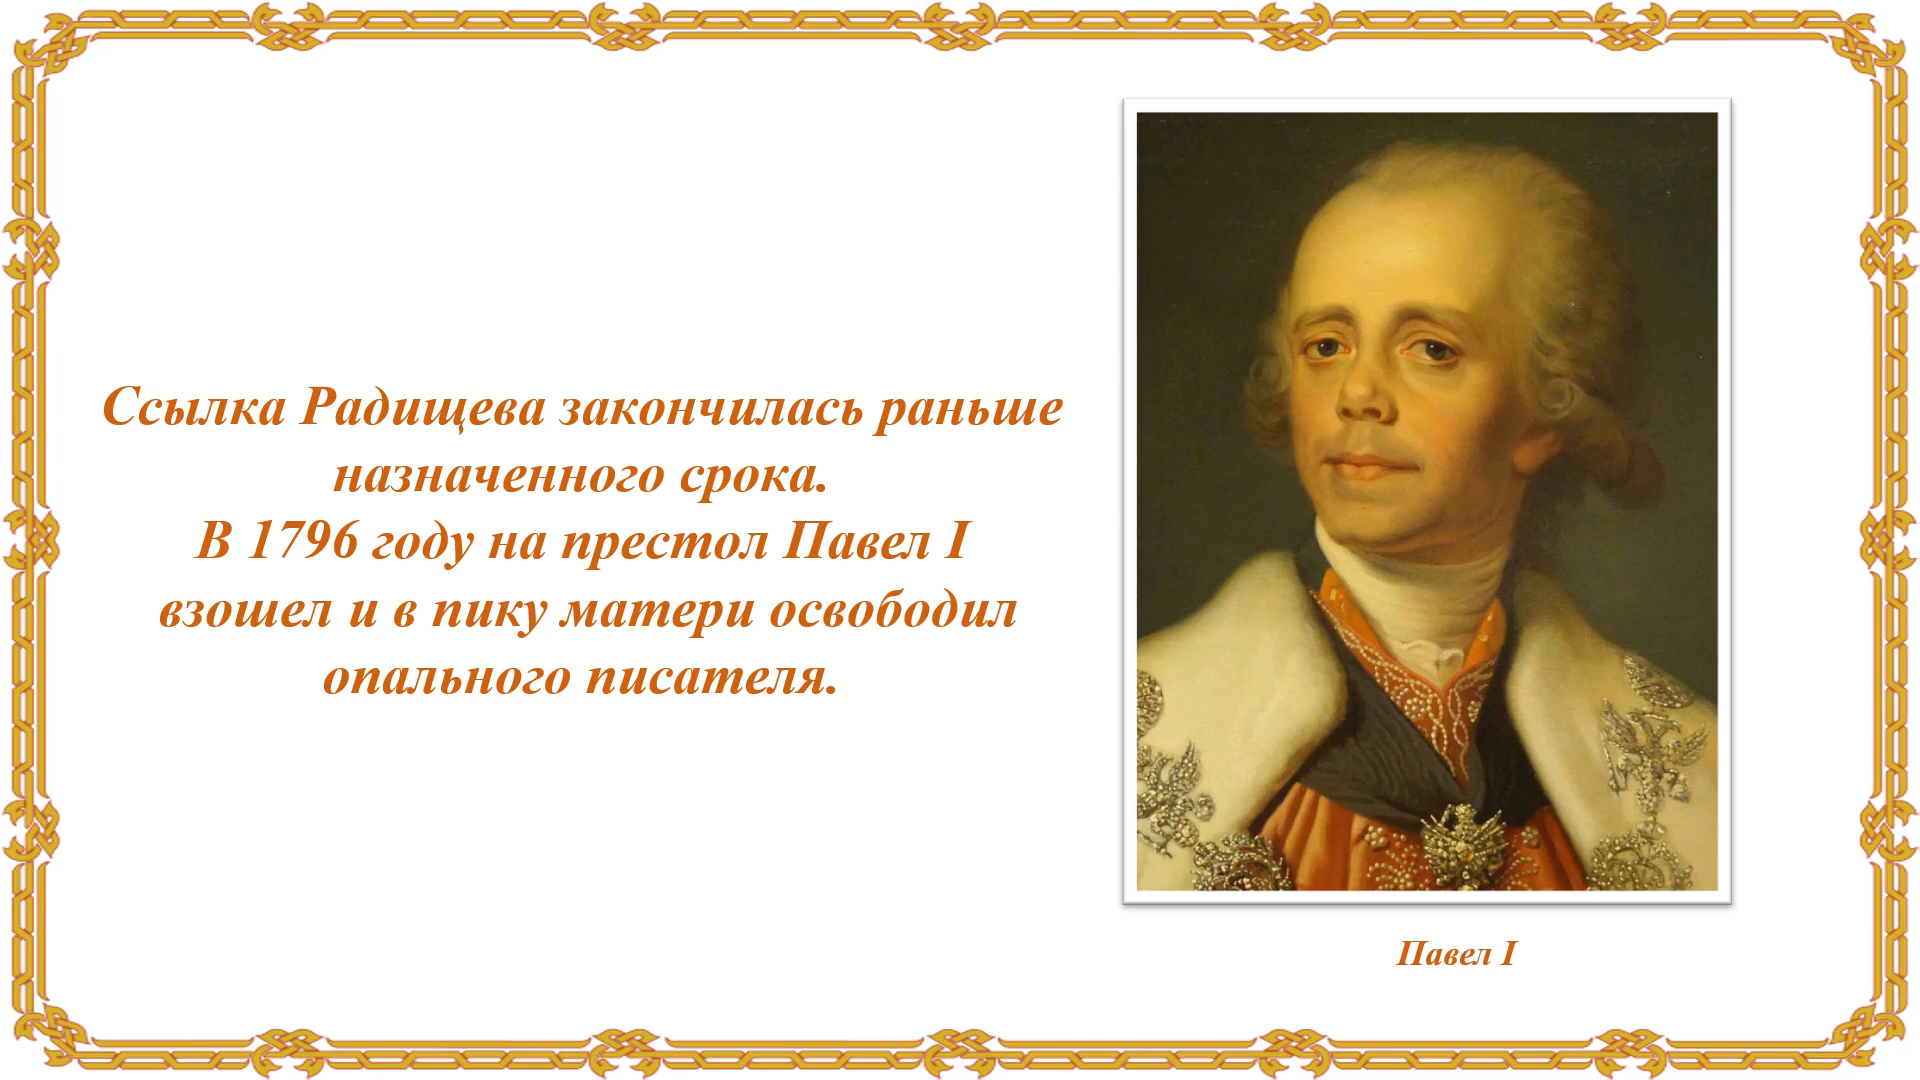 Ссылка Радищева закончилась раньше
назначенного срока.
В 1796 году на престол Павел I
взошел и в пику матери освободил
опального писателя.
Павел I